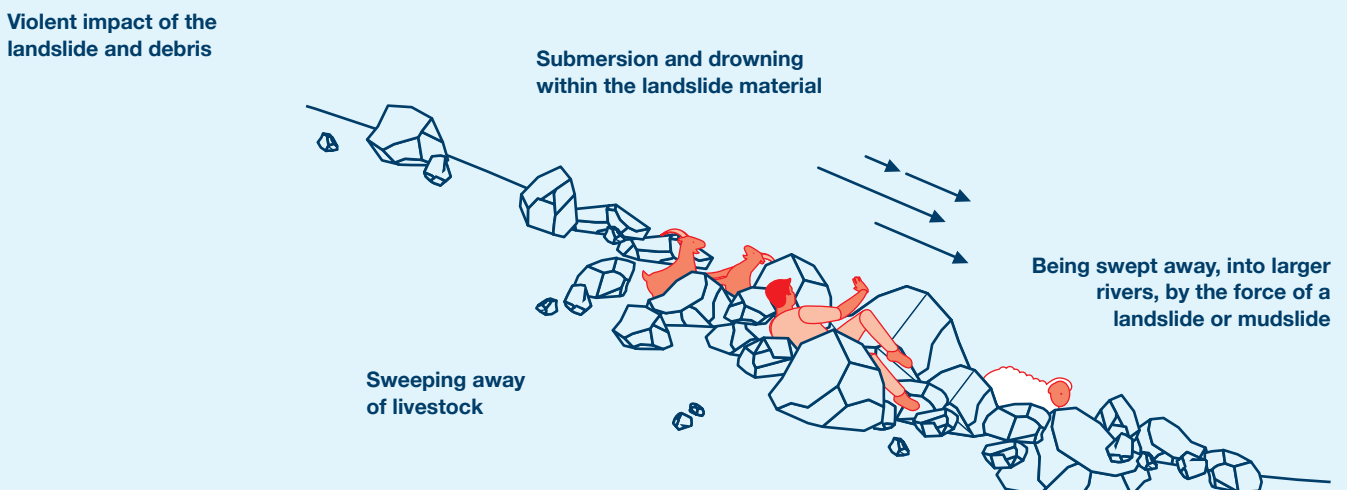 Violent impact of the
landslide and debris
Submersion and drowning
within the landslide material
Being swept away, into larger
rivers, by the force of a
landslide or mudslide
Sweeping away
of livestock